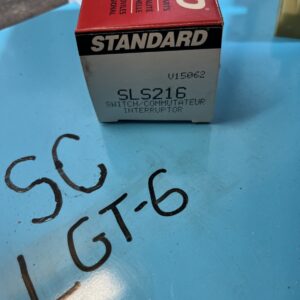 STANDARD
V15062
SLS216
SWITCH/COMMUTATEUR
INTERRUPTOR
SC
LGT-6